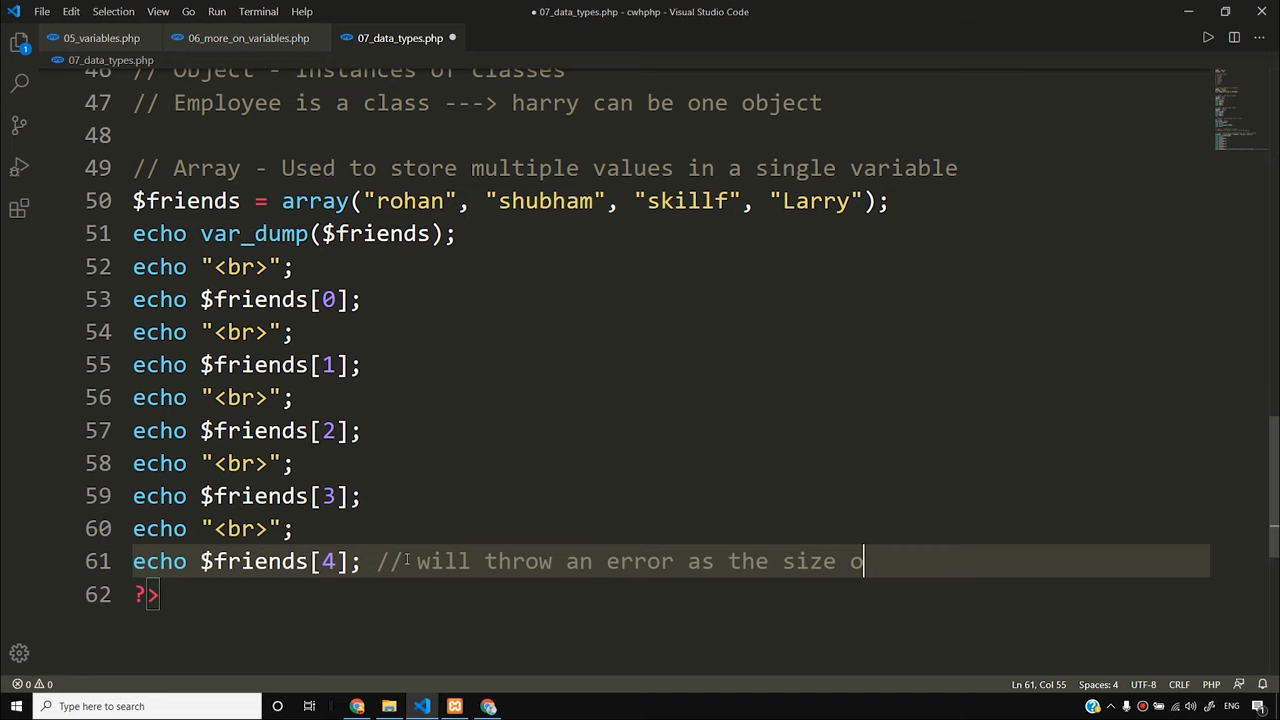 File Edit Selection View Go Run Terminal Help
● 07_data_types.php - cwhphp - Visual Studio Code
05_variables.php 06_more_on_variables.php 07_data_types.php ●
07_data_types.php
46 // Object - Instances of classes
47 // Employee is a class ---> harry can be one object
48
49 // Array - Used to store multiple values in a single variable
50 $friends = array("rohan", "shubham", "skillf", "Larry");
51 echo var_dump($friends);
52 echo "<br>";
53 echo $friends[0];
54 echo "<br>";
55 echo $friends[1];
56 echo "<br>";
57 echo $friends[2];
58 echo "<br>";
59 echo $friends[3];
60 echo "<br>";
61 echo $friends[4]; // will throw an error as the size o
62 ?>
0 0 Ln 61, Col 55 Spaces: 4 UTF-8 CRLF PHP
Type here to search ENG